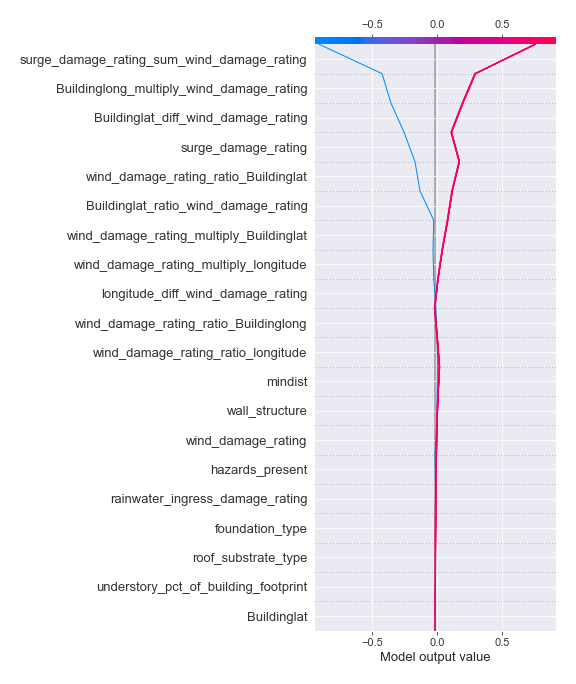 −0.5 0.0 0.5
surge_damage_rating_sum_wind_damage_rating
Buildinglong_multiply_wind_damage_rating
Buildinglat_diff_wind_damage_rating
surge_damage_rating
wind_damage_rating_ratio_Buildinglat
Buildinglat_ratio_wind_damage_rating
wind_damage_rating_multiply_Buildinglat
wind_damage_rating_multiply_longitude
longitude_diff_wind_damage_rating
wind_damage_rating_ratio_Buildinglong
wind_damage_rating_ratio_longitude
mindist
wall_structure
wind_damage_rating
hazards_present
rainwater_ingress_damage_rating
foundation_type
roof_substrate_type
understory_pct_of_building_footprint
Buildinglat
−0.5 0.0 0.5
Model output value